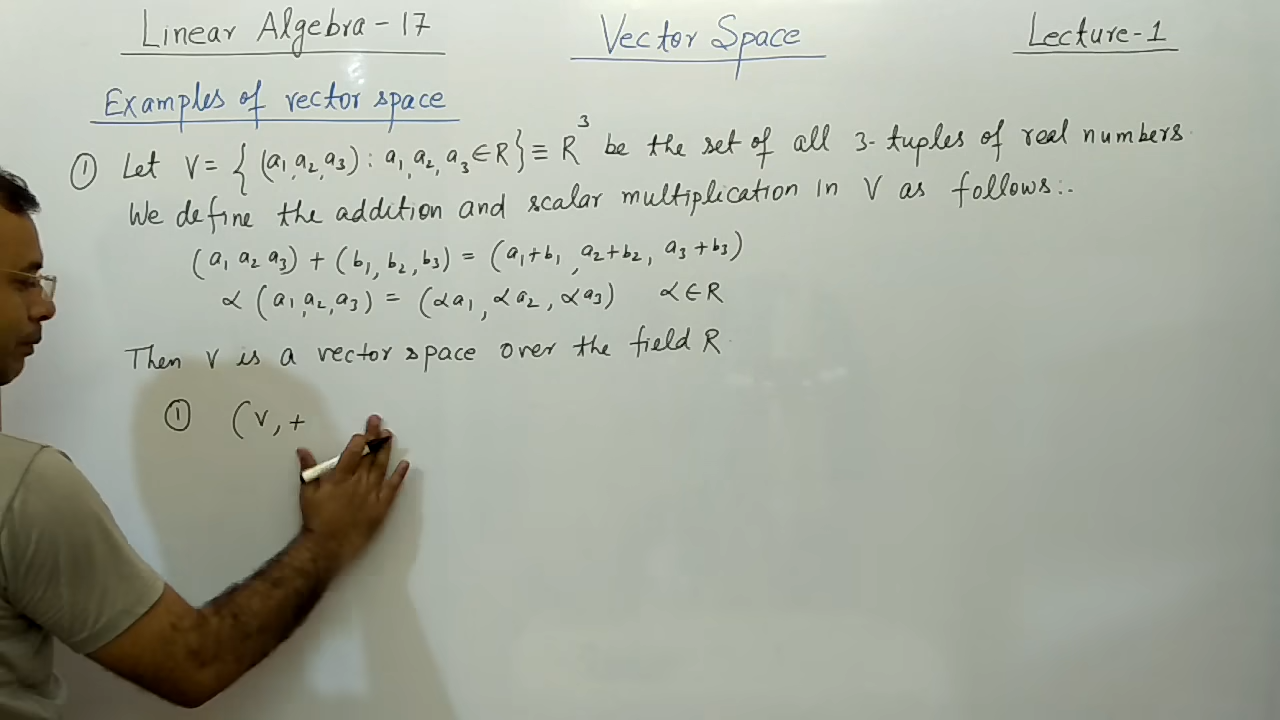 Linear Algebra - 17
Vector Space
Lecture-1
Examples of vector space
① Let V = { (a₁, a₂, a₃) : a₁, a₂, a₃ ∈ R } ≡ R³ be the set of all 3-tuples of real numbers.
We define the addition and scalar multiplication in V as follows:.
(a₁ a₂ a₃) + (b₁, b₂, b₃) = (a₁+b₁, a₂+b₂, a₃+b₃)
α (a₁, a₂, a₃) = (αa₁, αa₂, αa₃) α ∈ R
Then V is a vector space over the field R.
① (V, +